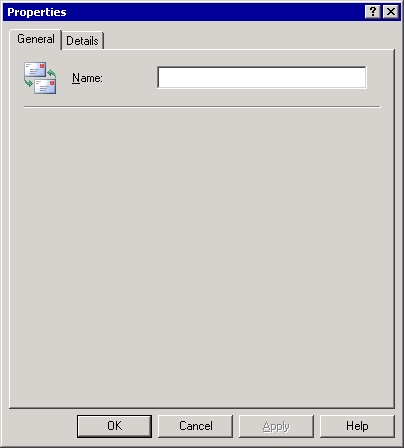 Properties
General Details
Name:
OK Cancel Apply Help